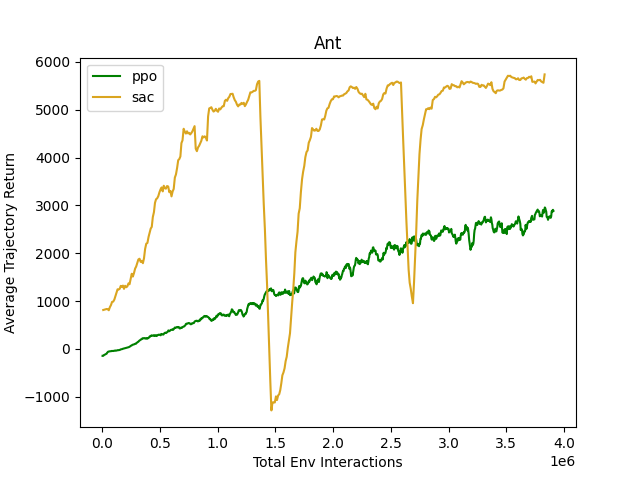 Ant
ppo
sac
Average Trajectory Return
6000
5000
4000
3000
2000
1000
0
−1000
0.0 0.5 1.0 1.5 2.0 2.5 3.0 3.5 4.0
1e6
Total Env Interactions